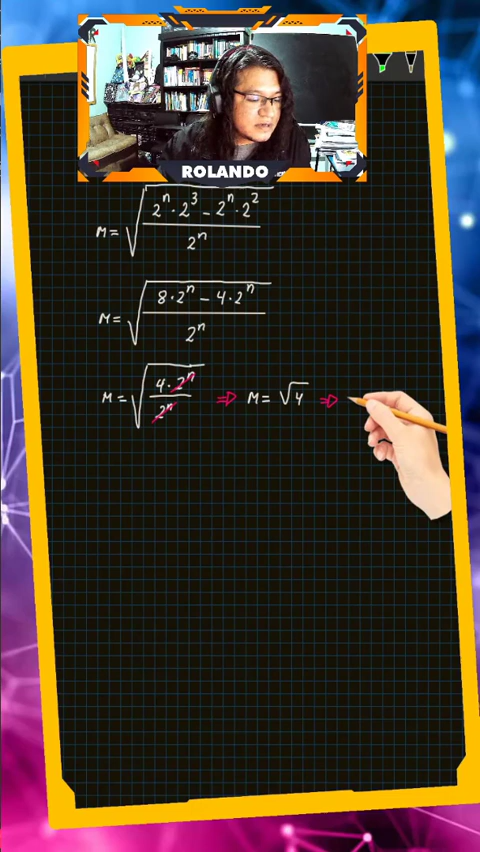 ROLANDO
M = √((2ⁿ·2³ − 2ⁿ·2²)/2ⁿ)
M = √((8·2ⁿ − 4·2ⁿ)/2ⁿ)
M = √((4·2ⁿ)/2ⁿ) ⇒ M = √4 ⇒